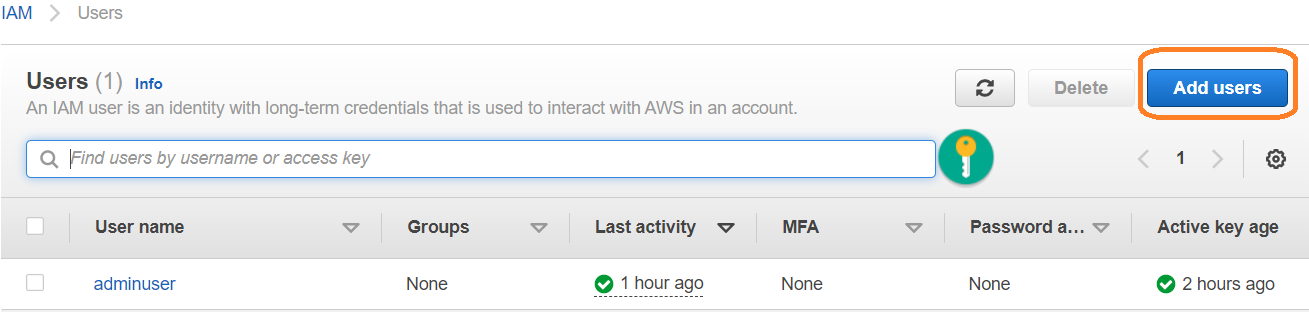 IAM > Users
Users (1) Info
An IAM user is an identity with long-term credentials that is used to interact with AWS in an account.
Delete
Add users
Find users by username or access key
1
User name Groups Last activity MFA Password a... Active key age
adminuser None 1 hour ago None None 2 hours ago